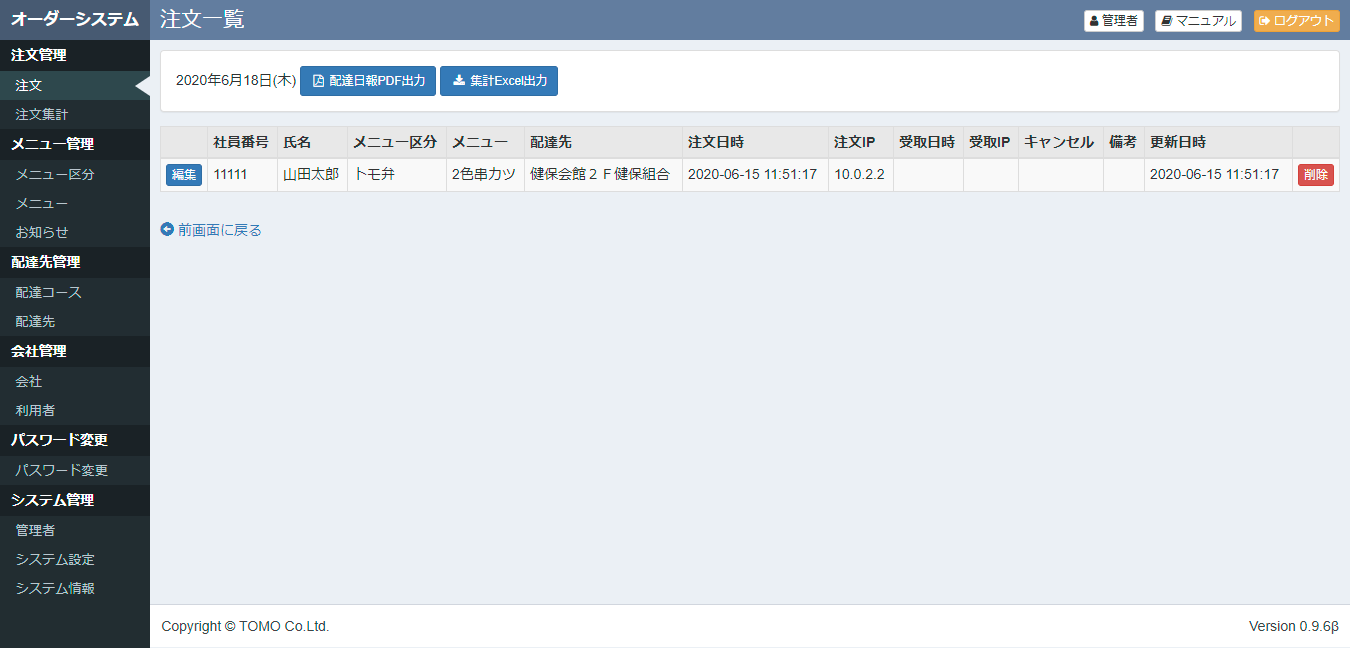 オーダーシステム
注文一覧
管理者 マニュアル ログアウト
注文管理
注文
注文集計
メニュー管理
メニュー区分
メニュー
お知らせ
配達先管理
配達コース
配達先
会社管理
会社
利用者
パスワード変更
パスワード変更
システム管理
管理者
システム設定
システム情報
2020年6月18日(木) 配達日報PDF出力 集計Excel出力
社員番号 氏名 メニュー区分 メニュー 配達先 注文日時 注文IP 受取日時 受取IP キャンセル 備考 更新日時
編集 11111 山田太郎 トモ弁 2色串カツ 健保会館２Ｆ健保組合 2020-06-15 11:51:17 10.0.2.2 2020-06-15 11:51:17 削除
前画面に戻る
Copyright © TOMO Co.Ltd. Version 0.9.6β